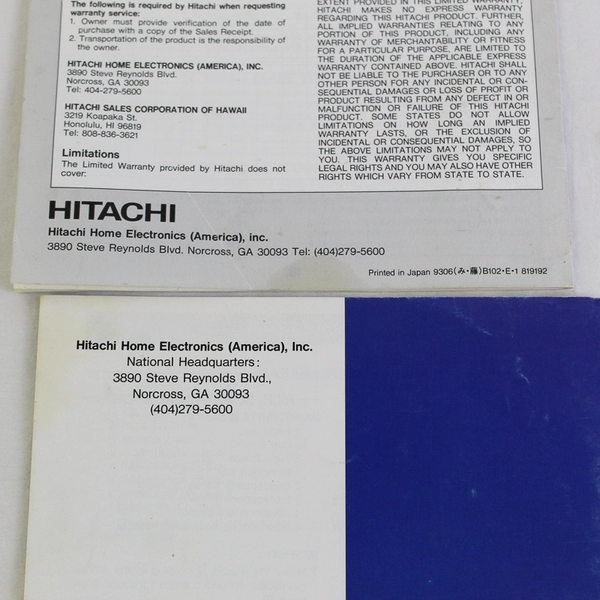 The following is required by Hitachi when requesting
warranty service:
1. Owner must provide verification of the date of
purchase with a copy of the Sales Receipt.
2. Transportation of the product is the responsibility of
the owner.
HITACHI HOME ELECTRONICS (AMERICA), INC.
3890 Steve Reynolds Blvd.
Norcross, GA 30093
Tel: 404-279-5600
HITACHI SALES CORPORATION OF HAWAII
3219 Koapaka St.
Honolulu, HI 96819
Tel: 808-836-3621
Limitations
The Limited Warranty provided by Hitachi does not
cover:
EXTENT PROVIDED IN THIS LIMITED WARRANTY,
HITACHI MAKES NO EXPRESS WARRANTY
REGARDING THIS HITACHI PRODUCT. FURTHER,
ALL IMPLIED WARRANTIES RELATING TO ANY
PORTION OF THIS PRODUCT, INCLUDING ANY
WARRANTY OF MERCHANTABILITY OR FITNESS
FOR A PARTICULAR PURPOSE, ARE LIMITED TO
THE DURATION OF THE APPLICABLE EXPRESS
WARRANTY CONTAINED ABOVE. HITACHI SHALL
NOT BE LIABLE TO THE PURCHASER OR TO ANY
OTHER PERSON FOR ANY INCIDENTAL OR CON-
SEQUENTIAL DAMAGES OR LOSS OF PROFIT OR
PRODUCT RESULTING FROM ANY DEFECT IN OR
MALFUNCTION OR FAILURE OF THIS HITACHI
PRODUCT. SOME STATES DO NOT ALLOW
LIMITATIONS ON HOW LONG AN IMPLIED
WARRANTY LASTS, OR THE EXCLUSION OF
INCIDENTAL OR CONSEQUENTIAL DAMAGES, SO
THE ABOVE LIMITATIONS MAY NOT APPLY TO
YOU. THIS WARRANTY GIVES YOU SPECIFIC
LEGAL RIGHTS AND YOU MAY ALSO HAVE OTHER
RIGHTS WHICH VARY FROM STATE TO STATE.
HITACHI
Hitachi Home Electronics (America), inc.
3890 Steve Reynolds Blvd. Norcross, GA 30093 Tel: (404)279-5600
Printed in Japan 9306(み・藤)B102・E・1 819192
Hitachi Home Electronics (America), Inc.
National Headquarters:
3890 Steve Reynolds Blvd.,
Norcross, GA 30093
(404)279-5600